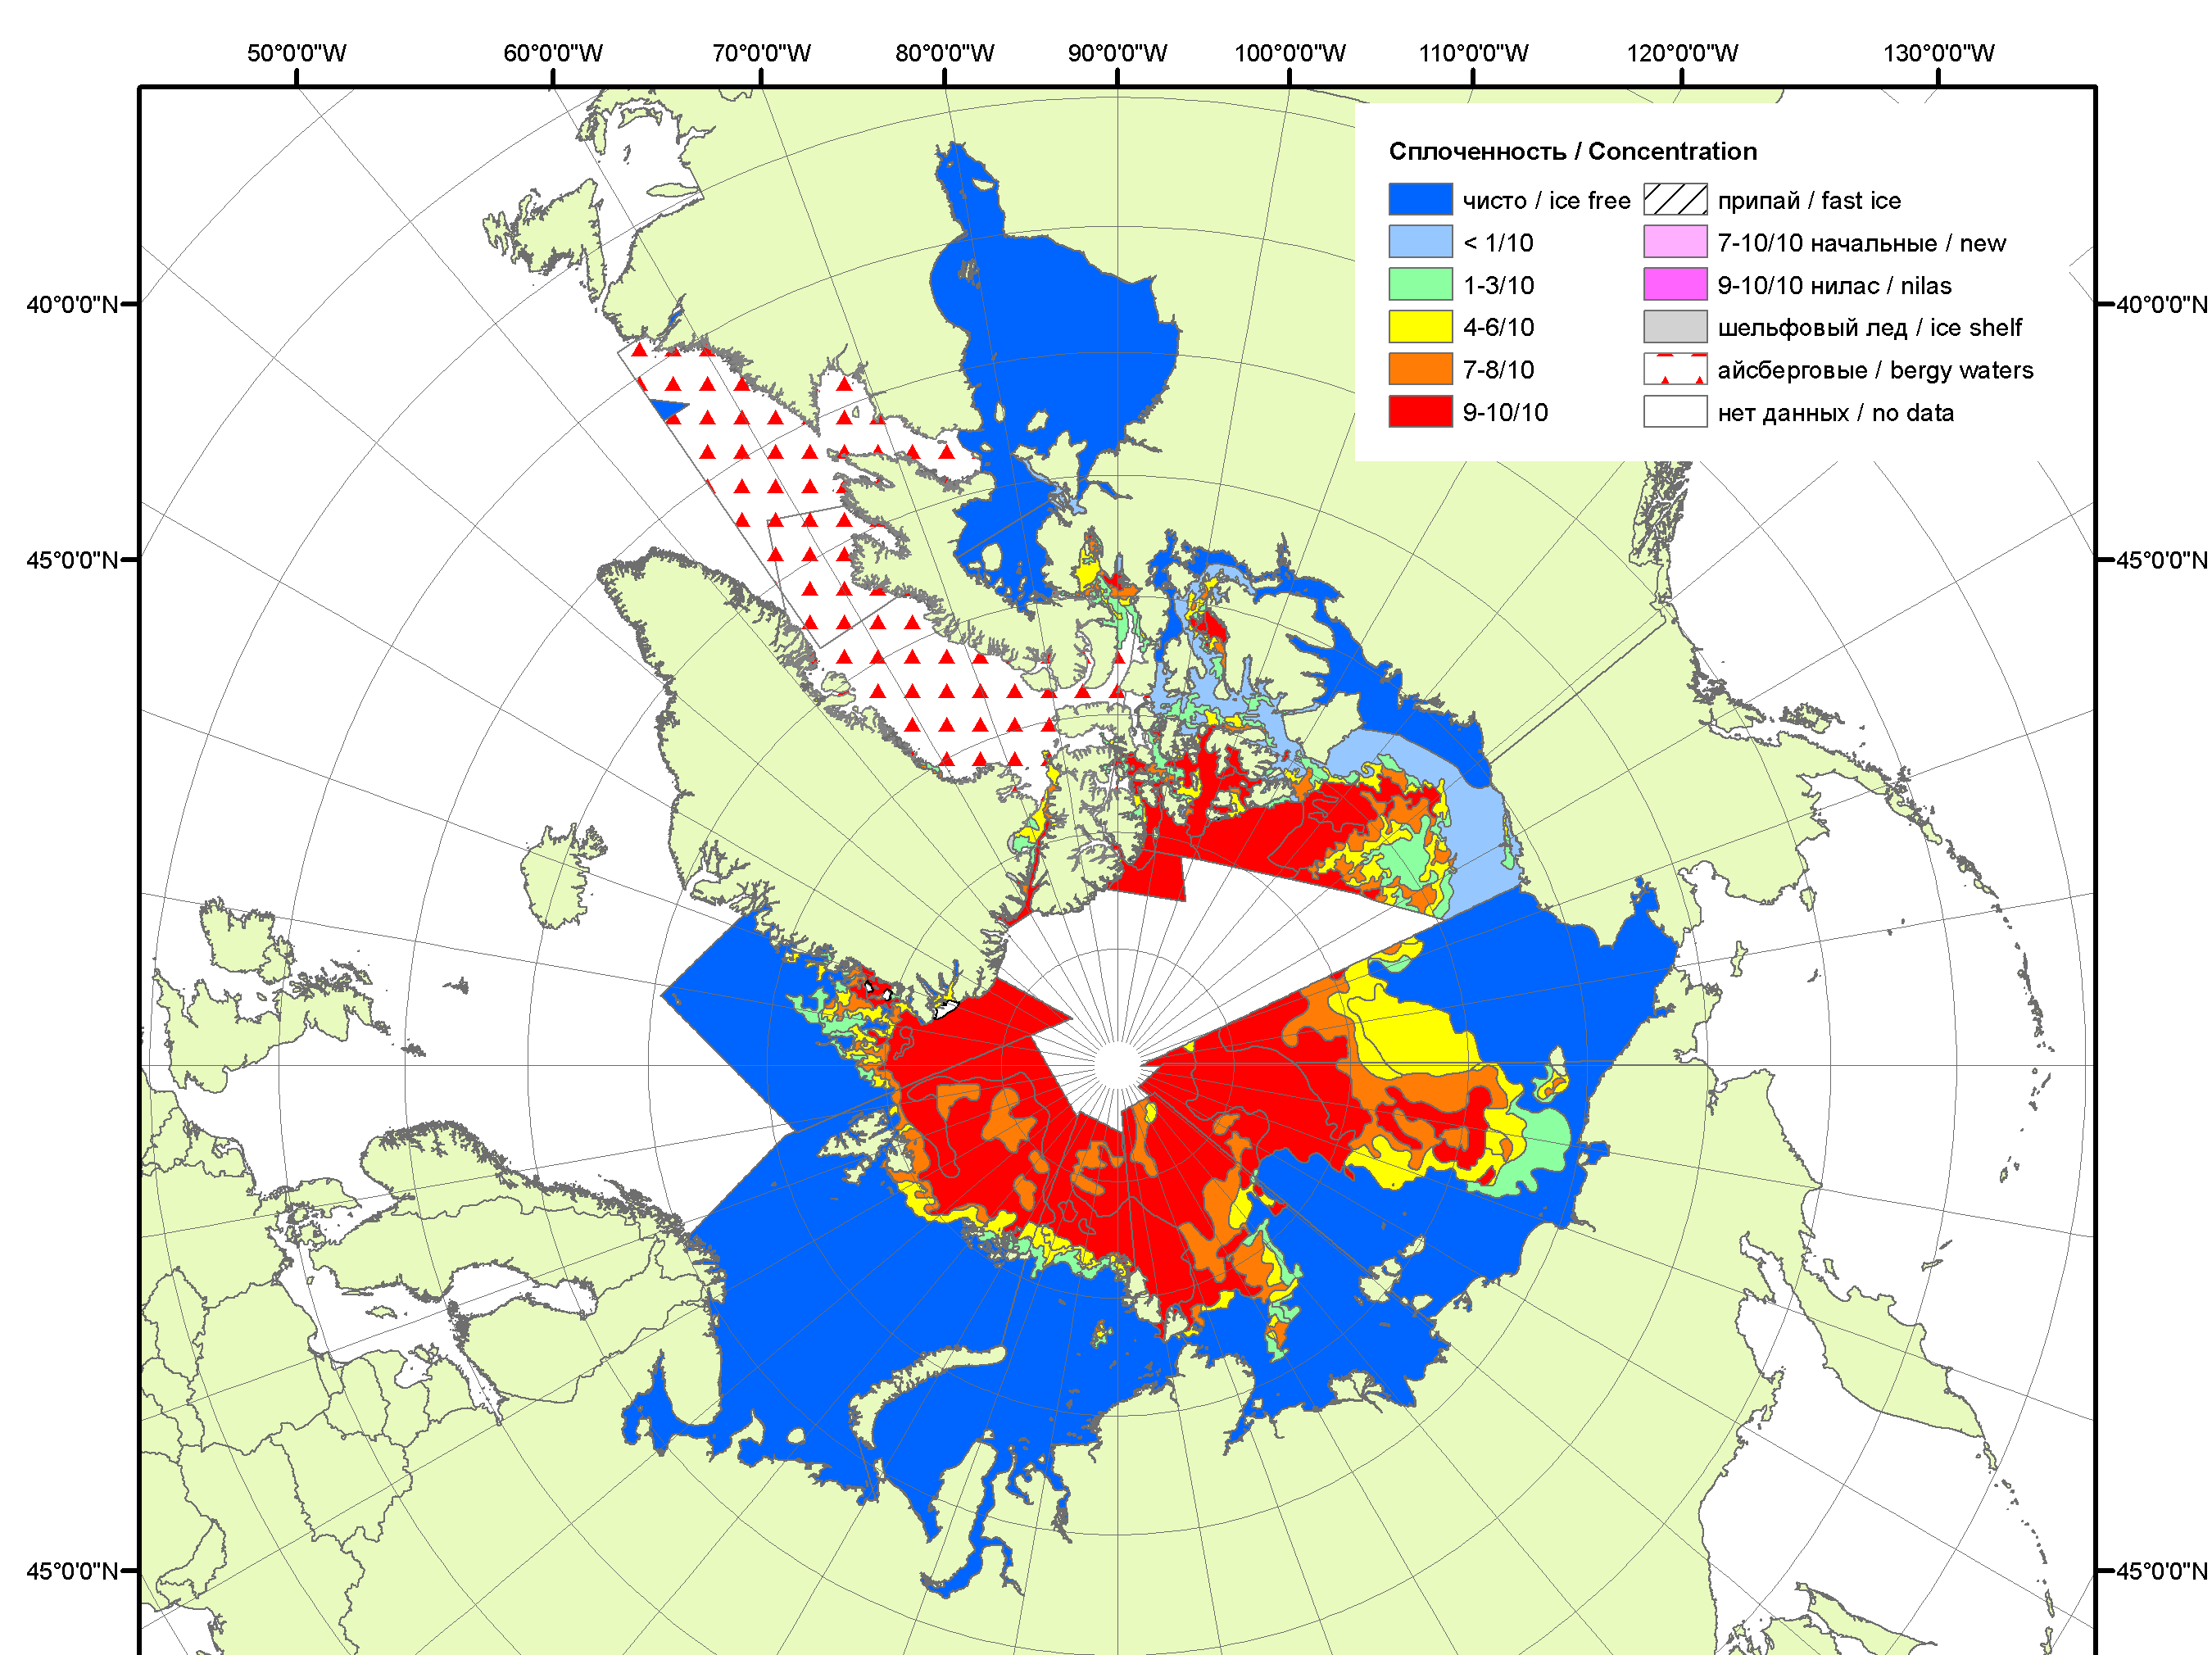 50°0'0"W 60°0'0"W 70°0'0"W 80°0'0"W 90°0'0"W 100°0'0"W 110°0'0"W 120°0'0"W 130°0'0"W
Сплоченность / Concentration
чисто / ice free
припай / fast ice
< 1/10
7-10/10 начальные / new
1-3/10
9-10/10 нилас / nilas
4-6/10
шельфовый лед / ice shelf
7-8/10
айсберговые / bergy waters
9-10/10
нет данных / no data
40°0'0"N
40°0'0"N
45°0'0"N
45°0'0"N
45°0'0"N
45°0'0"N